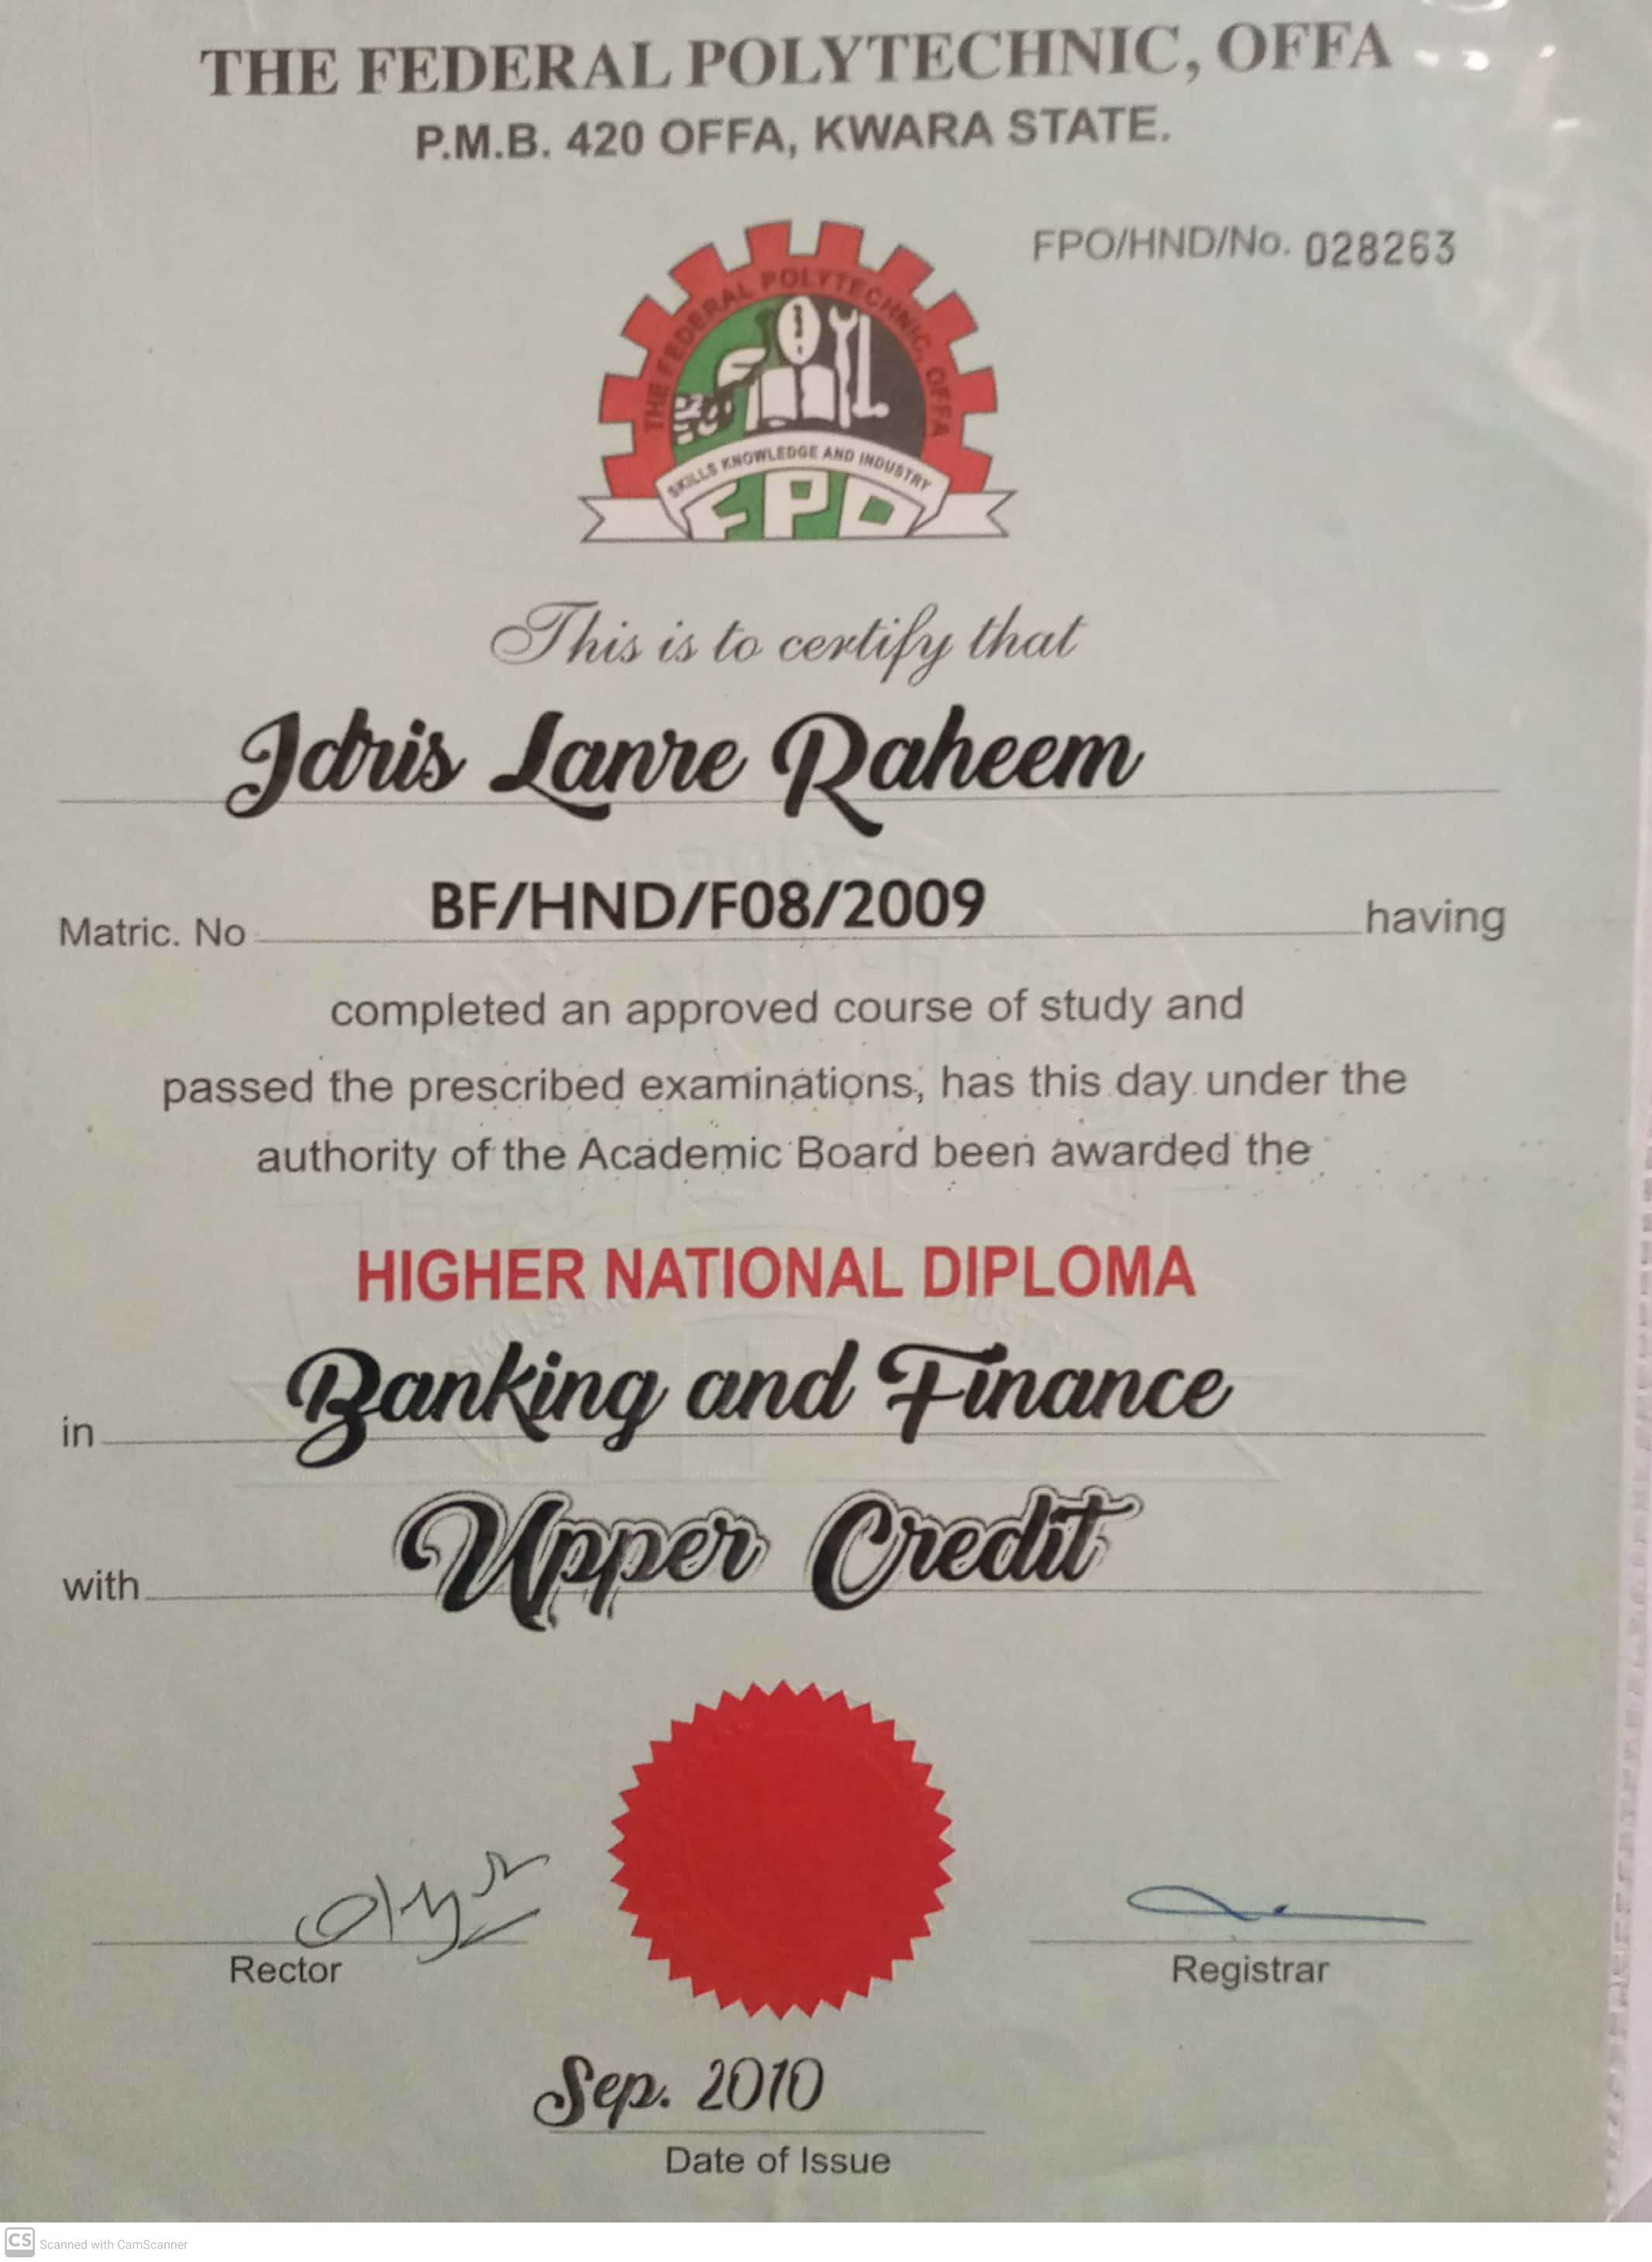 THE FEDERAL POLYTECHNIC, OFFA
P.M.B. 420 OFFA, KWARA STATE.
FPO/HND/No. 028263
THE FEDERAL POLYTECHNIC, OFFA
SKILLS KNOWLEDGE AND INDUSTRY
FPO
This is to certify that
Idris Lanre Raheem
Matric. No BF/HND/F08/2009 having
completed an approved course of study and
passed the prescribed examinations, has this day under the
authority of the Academic Board been awarded the
HIGHER NATIONAL DIPLOMA
in Banking and Finance
with Upper Credit
Rector
Registrar
Sep. 2010
Date of Issue
CS Scanned with CamScanner